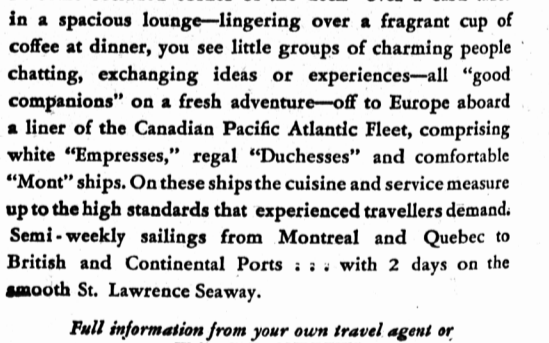 in a spacious lounge—lingering over a fragrant cup of
coffee at dinner, you see little groups of charming people
chatting, exchanging ideas or experiences—all "good
companions" on a fresh adventure—off to Europe aboard
a liner of the Canadian Pacific Atlantic Fleet, comprising
white "Empresses," regal "Duchesses" and comfortable
"Mont" ships. On these ships the cuisine and service measure
up to the high standards that experienced travellers demand.
Semi-weekly sailings from Montreal and Quebec to
British and Continental Ports : : : with 2 days on the
smooth St. Lawrence Seaway.
Full information from your own travel agent or